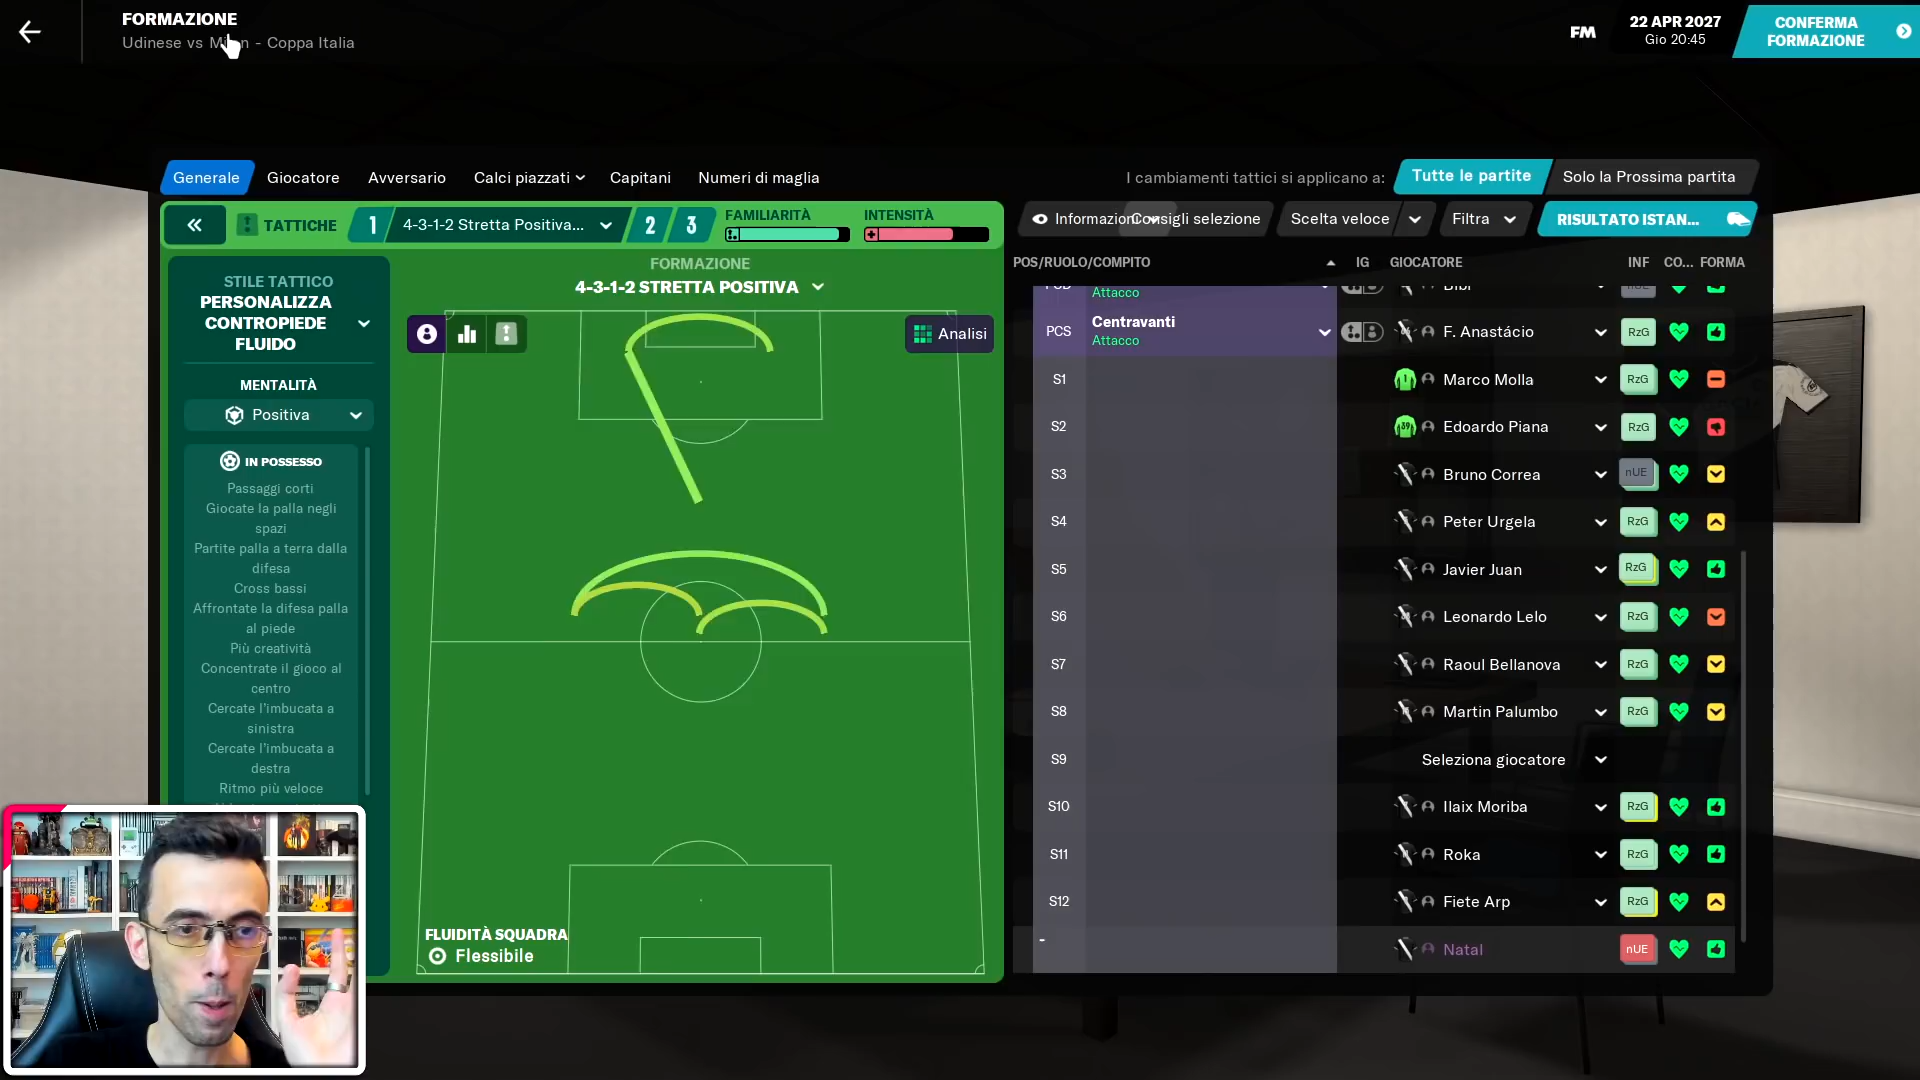 FORMAZIONE
Udinese vs Milan - Coppa Italia
FM
22 APR 2027
Gio 20:45
CONFERMA
FORMAZIONE
Generale
Giocatore
Avversario
Calci piazzati
Capitani
Numeri di maglia
I cambiamenti tattici si applicano a:
Tutte le partite
Solo la Prossima partita
TATTICHE
1
4-3-1-2 Stretta Positiva...
2
3
FAMILIARITÀ
INTENSITÀ
Informazioni
Consigli selezione
Scelta veloce
Filtra
RISULTATO ISTAN...
STILE TATTICO
PERSONALIZZA
CONTROPIEDE
FLUIDO
MENTALITÀ
Positiva
IN POSSESSO
Passaggi corti
Giocate la palla negli
spazi
Partite palla a terra dalla
difesa
Cross bassi
Affrontate la difesa palla
al piede
Più creatività
Concentrate il gioco al
centro
Cercate l'imbucata a
sinistra
Cercate l'imbucata a
destra
Ritmo più veloce
FORMAZIONE
4-3-1-2 STRETTA POSITIVA
Analisi
FLUIDITÀ SQUADRA
Flessibile
POS/RUOLO/COMPITO
IG
GIOCATORE
INF
CO...
FORMA
Attacco
PCS
Centravanti
Attacco
F. Anastácio
RzG
S1
Marco Molla
RzG
S2
Edoardo Piana
RzG
S3
Bruno Correa
nUE
S4
Peter Urgela
RzG
S5
Javier Juan
RzG
S6
Leonardo Lelo
RzG
S7
Raoul Bellanova
RzG
S8
Martin Palumbo
RzG
S9
Seleziona giocatore
S10
Ilaix Moriba
RzG
S11
Roka
RzG
S12
Fiete Arp
RzG
-
Natal
nUE